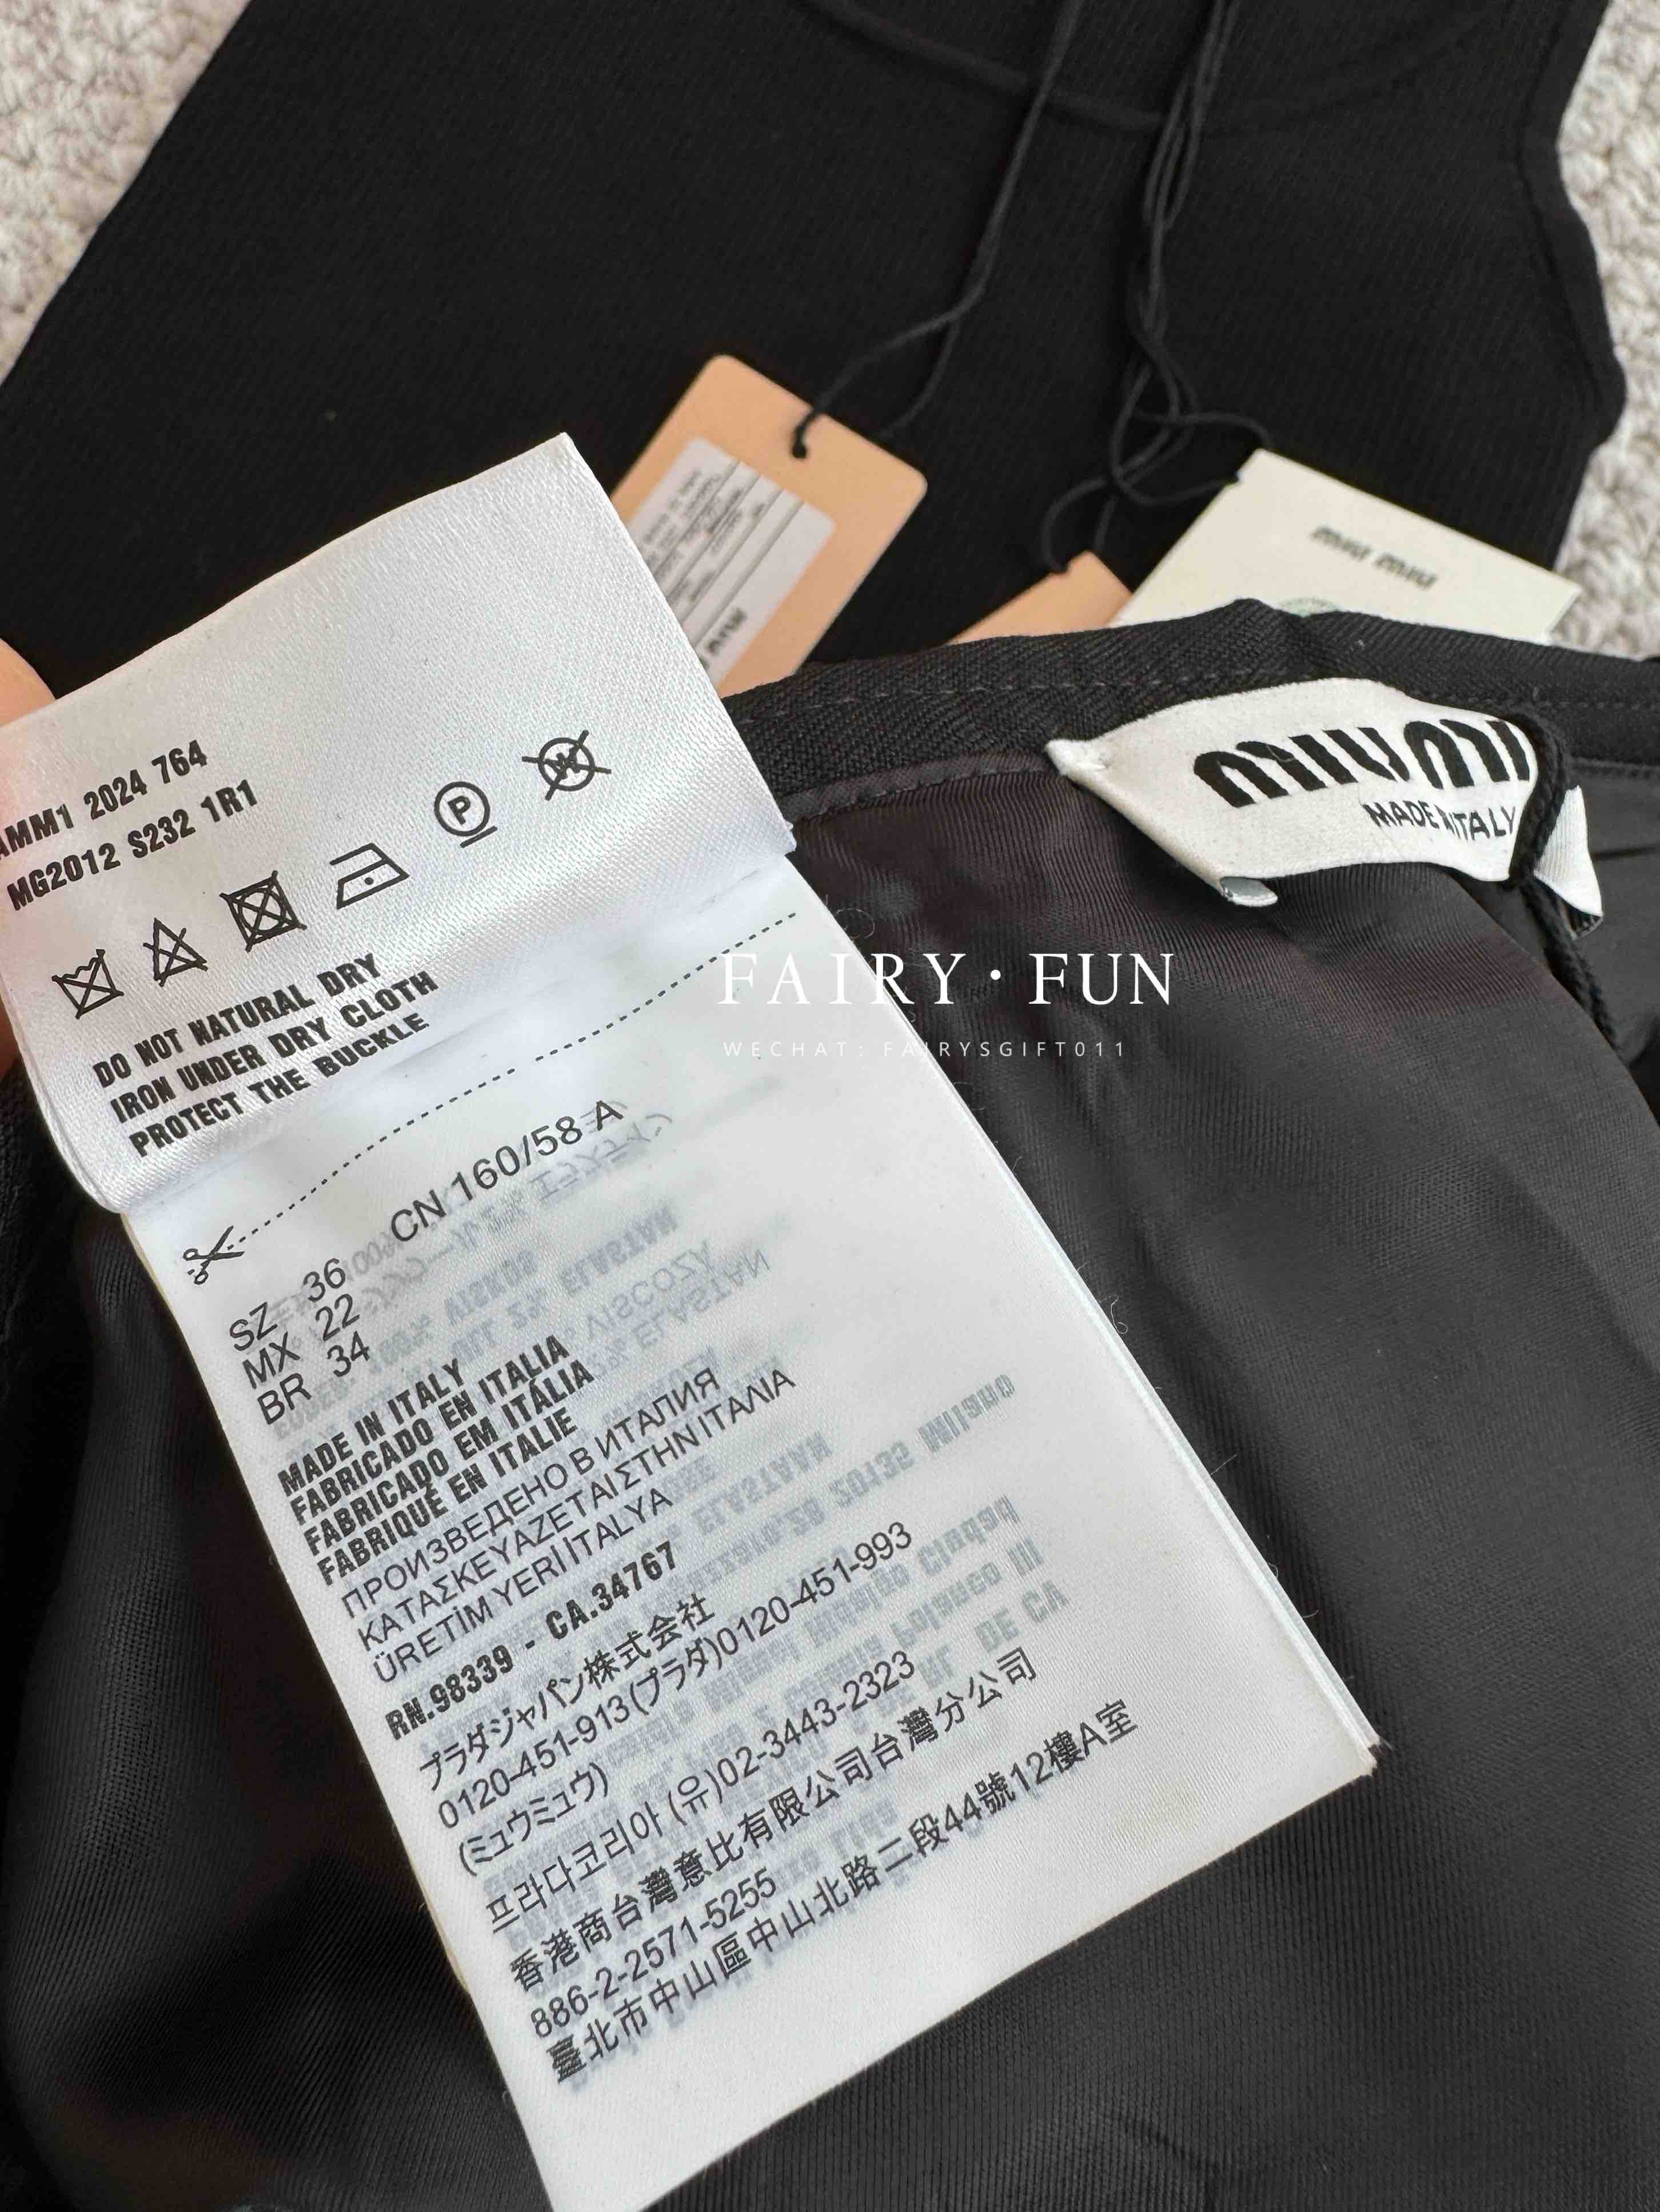 AMM1 2024 764
MG2012 S232 1R1
P
DO NOT NATURAL DRY
IRON UNDER DRY CLOTH
PROTECT THE BUCKLE
CN 160/58 A
SZ 36
MX 22
BR 34
MADE IN ITALY
FABRICADO EN ITALIA
FABRICADO EM ITÁLIA
FABRIQUÉ EN ITALIE
ПРОИЗВЕДЕНО В ИТАПИЯ
ΚΑΤΑΣΚΕΥΑΖΕΤΑΙ ΣΤΗΝ ΙΤΑΛΙΑ
ÜRETİM YERİ İTALYA
RN.98339 - CA.34767
プラダジャパン株式会社
0120-451-913(プラダ)0120-451-993
(ミュウミュウ)
프라다코리아 (유)02-3443-2323
香港商台灣意比有限公司台灣分公司
886-2-2571-5255
臺北市中山區中山北路二段44號12樓A室
miu mi
MADE IN ITALY
miu miu
FAIRY·FUN
WECHAT: FAIRYSGIFT011